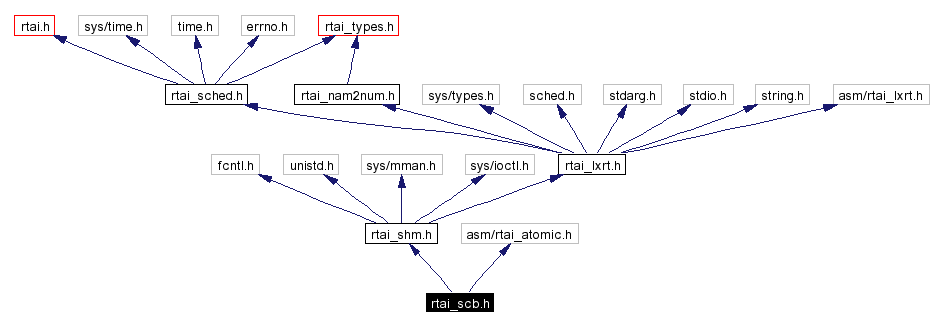 rtai.h
sys/time.h
time.h
errno.h
rtai_types.h
rtai_sched.h
rtai_nam2num.h
sys/types.h
sched.h
stdarg.h
stdio.h
string.h
asm/rtai_lxrt.h
fcntl.h
unistd.h
sys/mman.h
sys/ioctl.h
rtai_lxrt.h
rtai_shm.h
asm/rtai_atomic.h
rtai_scb.h